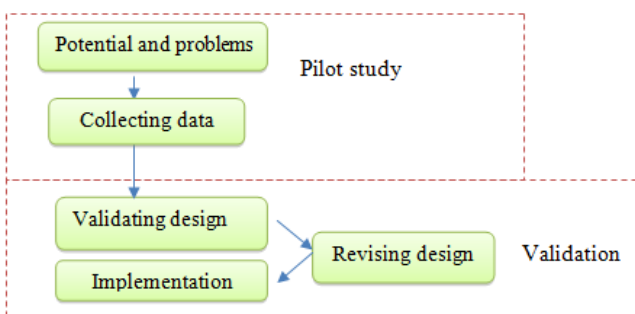 Potential and problems
Pilot study
Collecting data
Validating design
Revising design
Validation
Implementation